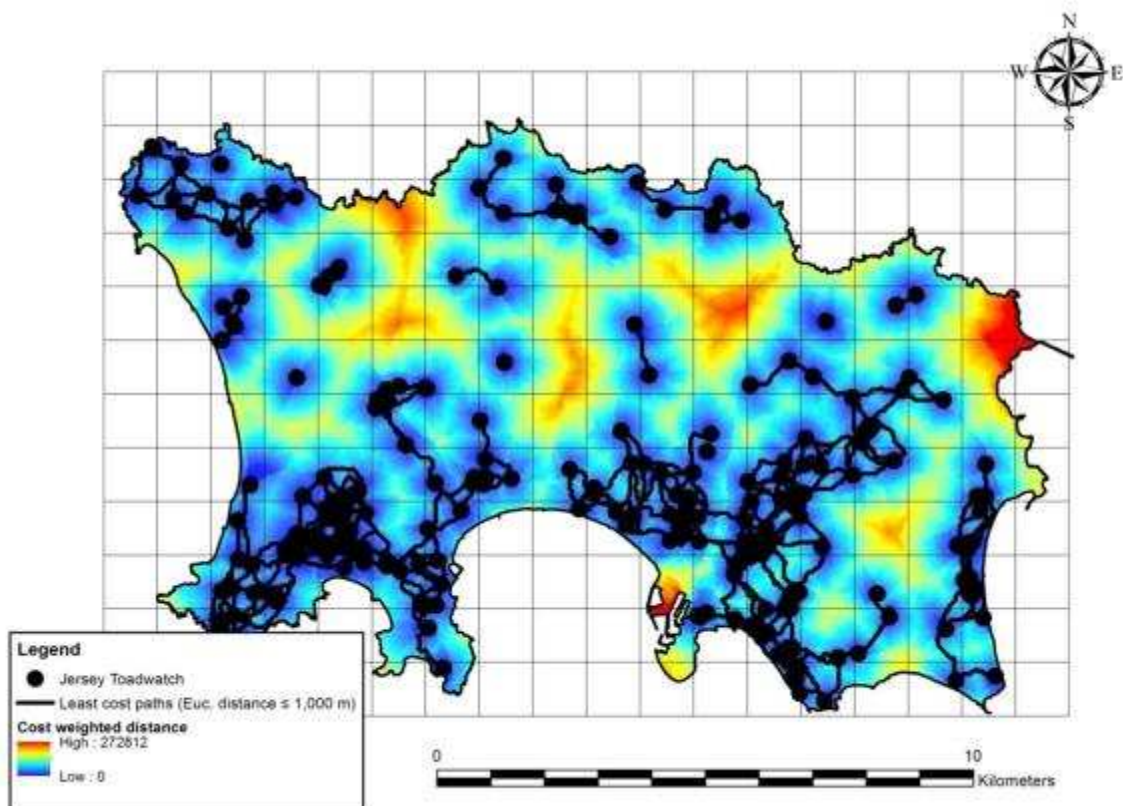 N
W E
S
Legend
Jersey Toadwatch
Least cost paths (Euc. distance ≤ 1,000 m)
Cost weighted distance
High : 272812
Low : 0
0 10
Kilometers